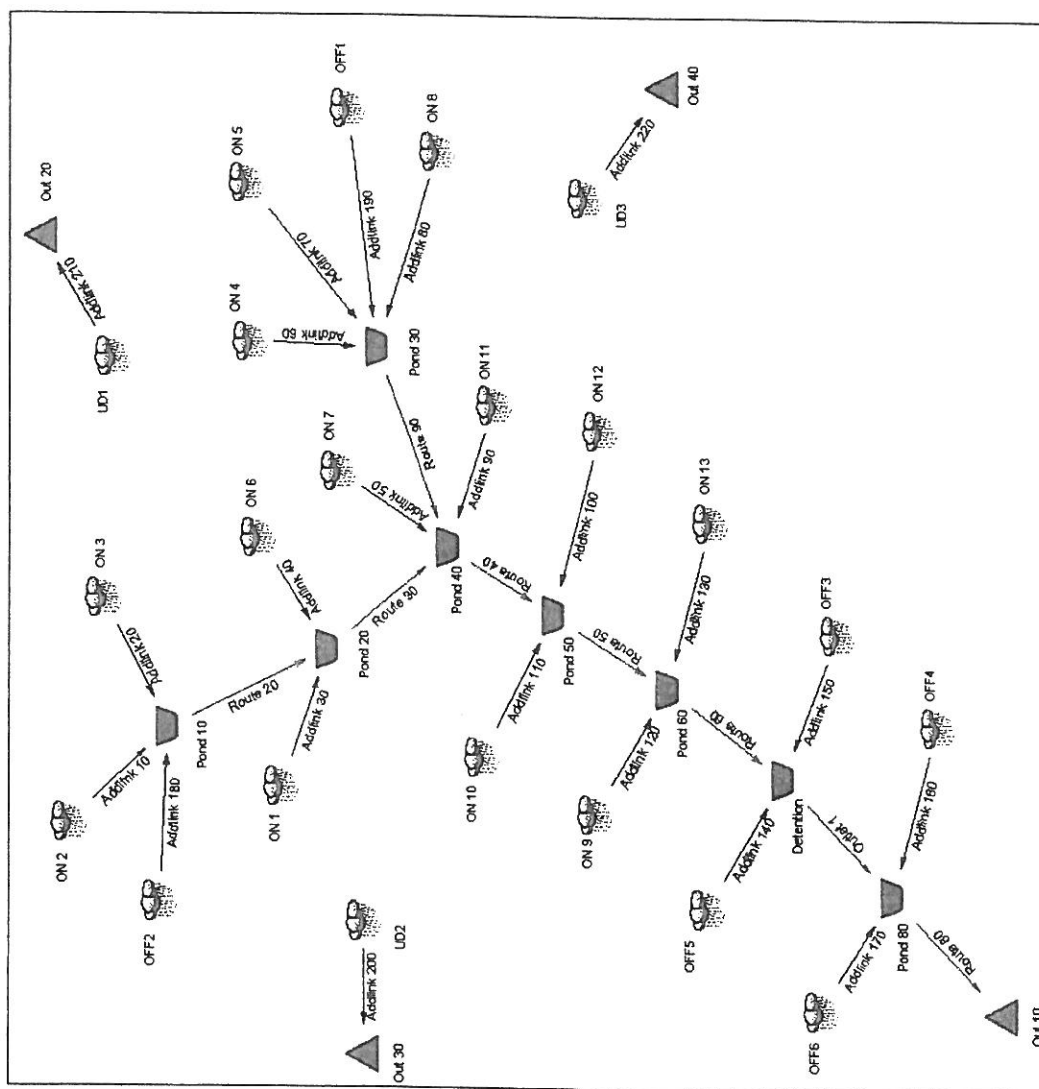 Out 20
Addlink 210
UD1
OFF1
ON 5
ON 8
Addlink 190
Addlink 70
Addlink 80
ON 4
Addlink 60
Pond 30
Out 40
Addlink 220
UD3
ON 11
ON 7
Route 90
Addlink 90
Addlink 50
ON 12
ON 6
Addlink 40
Pond 40
Addlink 100
ON 3
Route 30
Route 40
ON 13
Addlink 20
Pond 20
Pond 50
Addlink 130
Route 20
Addlink 30
Addlink 110
Route 50
OFF3
Pond 10
Pond 60
Addlink 150
Addlink 10
ON 1
ON 10
Addlink 120
Route 60
OFF4
ON 2
Addlink 180
ON 9
Detention
Addlink 160
OFF2
Addlink 140
Outlet 1
UD2
OFF5
Pond 80
Addlink 200
Addlink 170
Route 80
Out 30
OFF6
Out 10